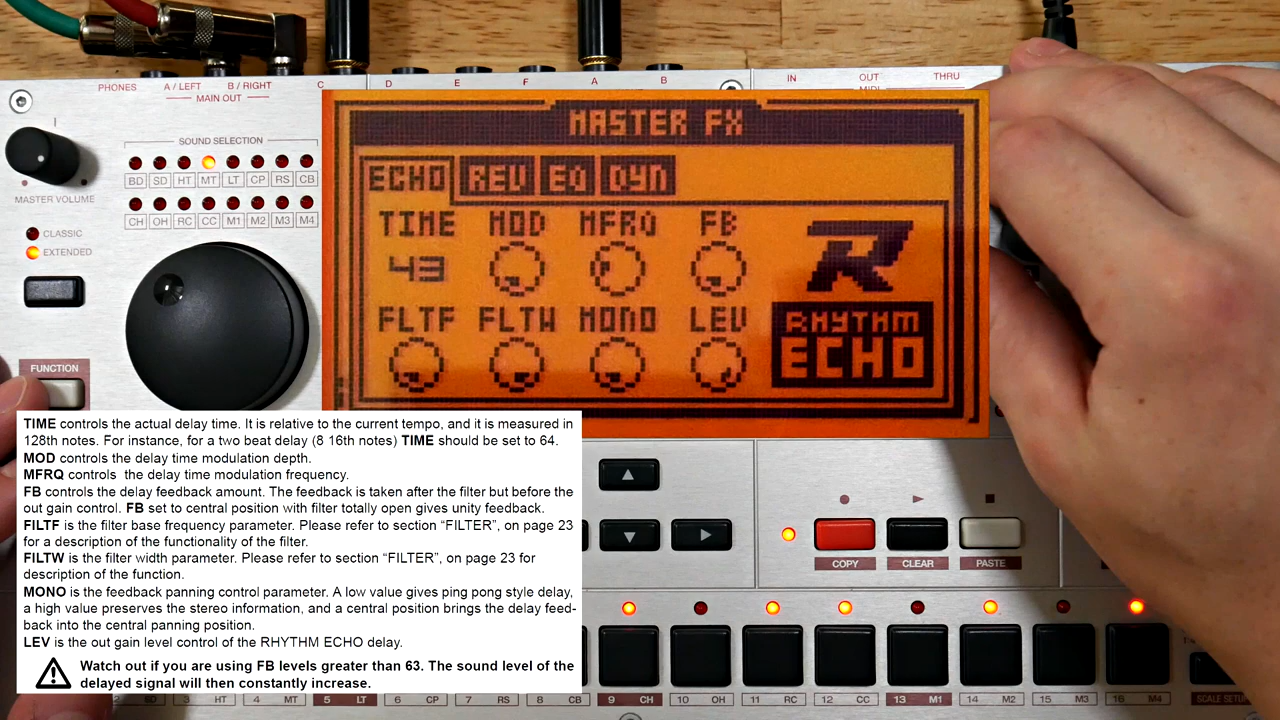 PHONES A / LEFT B / RIGHT C D E F A B IN OUT THRU
MAIN OUT
MIDI
MASTER FX
SOUND SELECTION
ECHO REV EQ DYN
BD SD HT MT LT CP RS CB
MASTER VOLUME
CH OH RC CC M1 M2 M3 M4
TIME MOD MFRQ FB
CLASSIC
EXTENDED
43
R
FLTF FLTW MONO LEV
RHYTHM
ECHO
FUNCTION
TIME controls the actual delay time. It is relative to the current tempo, and it is measured in
128th notes. For instance, for a two beat delay (8 16th notes) TIME should be set to 64.
MOD controls the delay time modulation depth.
MFRQ controls the delay time modulation frequency.
FB controls the delay feedback amount. The feedback is taken after the filter but before the
out gain control. FB set to central position with filter totally open gives unity feedback.
FILTF is the filter base frequency parameter. Please refer to section “FILTER”, on page 23
for a description of the functionality of the filter.
FILTW is the filter width parameter. Please refer to section “FILTER”, on page 23 for
description of the function.
MONO is the feedback panning control parameter. A low value gives ping pong style delay,
a high value preserves the stereo information, and a central position brings the delay feed-
back into the central panning position.
LEV is the out gain level control of the RHYTHM ECHO delay.
Watch out if you are using FB levels greater than 63. The sound level of the
delayed signal will then constantly increase.
COPY CLEAR PASTE
3 HT 4 MT 5 LT 6 CP 7 RS 8 CB 9 CH 10 OH 11 RC 12 CC 13 M1 14 M2 15 M3 16 M4
SCALE SETUP